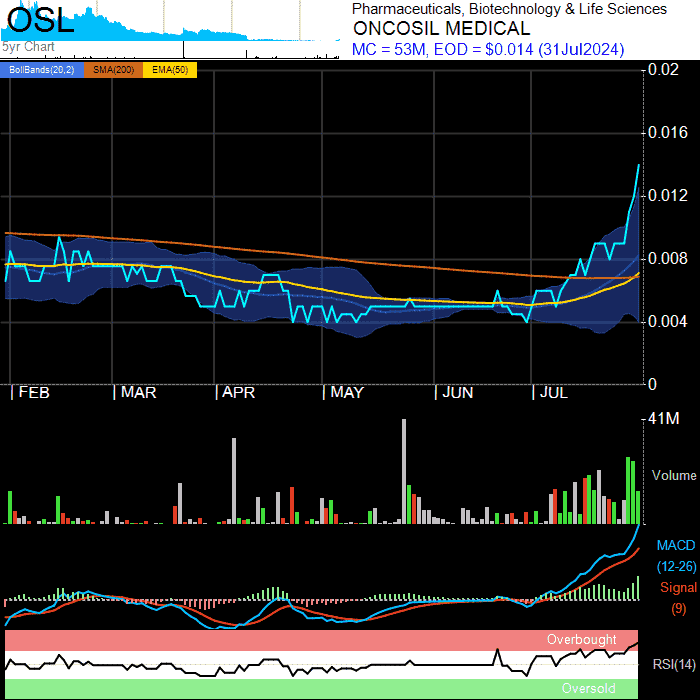 OSL
5yr Chart
Pharmaceuticals, Biotechnology & Life Sciences
ONCOSIL MEDICAL
MC = 53M, EOD = $0.014 (31Jul2024)
BollBands(20,2) SMA(200) EMA(50)
0.02
0.016
0.012
0.008
0.004
0
FEB MAR APR MAY JUN JUL
41M
Volume
MACD
(12-26)
Signal
(9)
Overbought
RSI(14)
Oversold